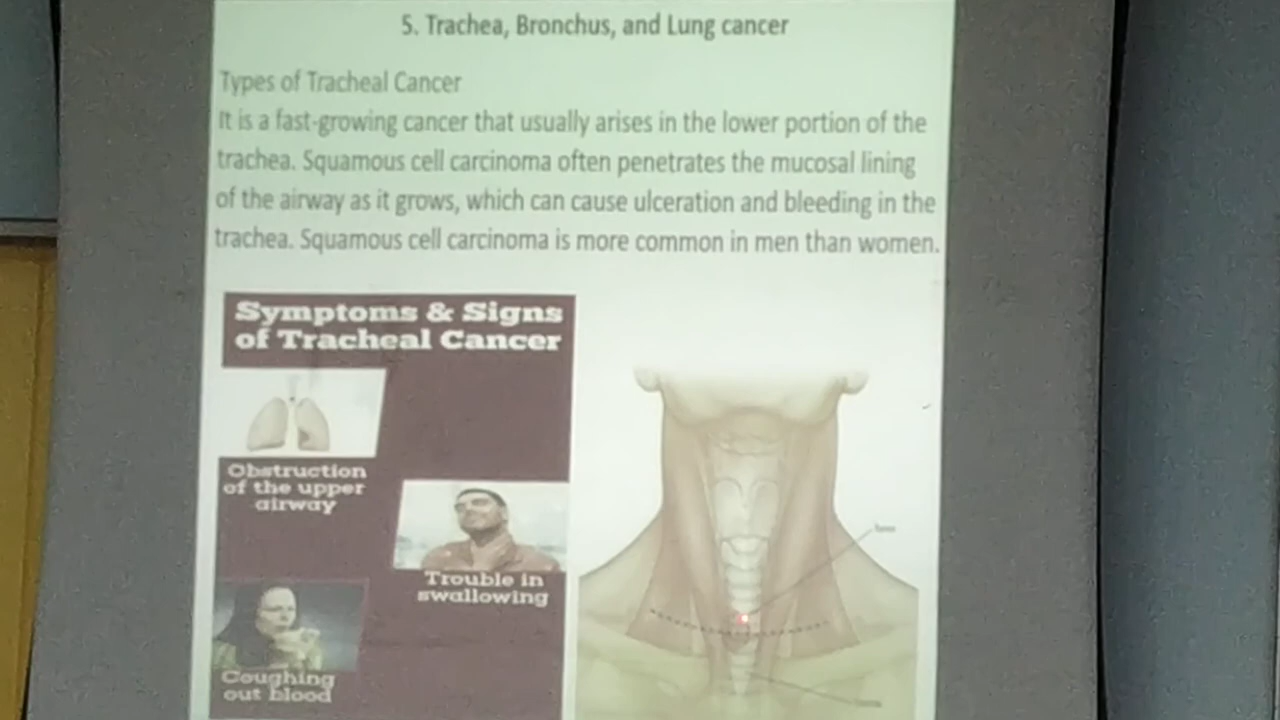 5. Trachea, Bronchus, and Lung cancer
Types of Tracheal Cancer
It is a fast-growing cancer that usually arises in the lower portion of the
trachea. Squamous cell carcinoma often penetrates the mucosal lining
of the airway as it grows, which can cause ulceration and bleeding in the
trachea. Squamous cell carcinoma is more common in men than women.
Symptoms & Signs
of Tracheal Cancer
Obstruction
of the upper
airway
Trouble in
swallowing
Coughing
out blood